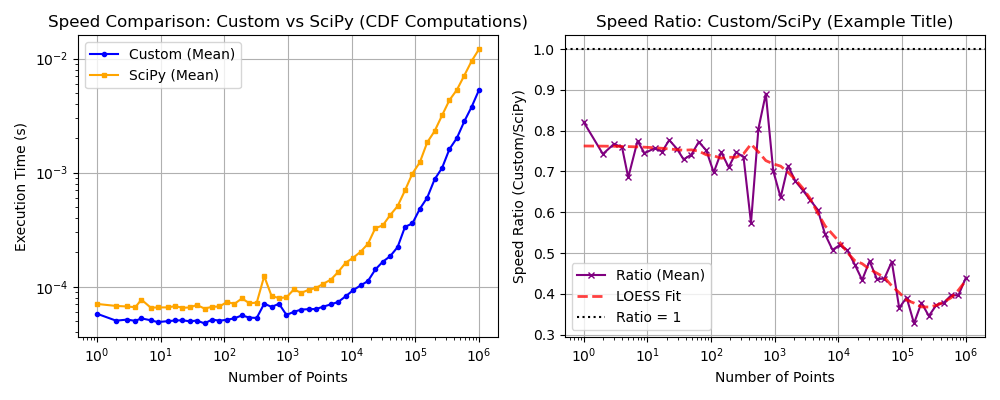 Speed Comparison: Custom vs SciPy (CDF Computations)
Execution Time (s)
10⁻²
10⁻³
10⁻⁴
Custom (Mean)
SciPy (Mean)
10⁰ 10¹ 10² 10³ 10⁴ 10⁵ 10⁶
Number of Points
Speed Ratio: Custom/SciPy (Example Title)
Speed Ratio (Custom/SciPy)
1.0
0.9
0.8
0.7
0.6
0.5
0.4
0.3
Ratio (Mean)
LOESS Fit
Ratio = 1
10⁰ 10¹ 10² 10³ 10⁴ 10⁵ 10⁶
Number of Points